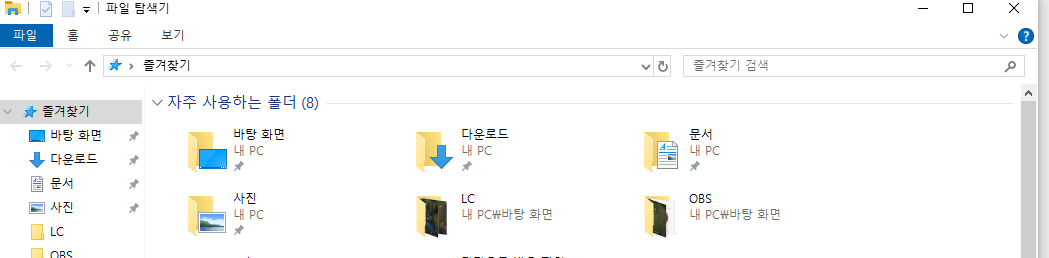 파일 탐색기
파일 홈 공유 보기
즐겨찾기
즐겨찾기 검색
즐겨찾기
바탕 화면
다운로드
문서
사진
LC
OBS
자주 사용하는 폴더 (8)
바탕 화면
내 PC
다운로드
내 PC
문서
내 PC
사진
내 PC
LC
내 PC₩바탕 화면
OBS
내 PC₩바탕 화면